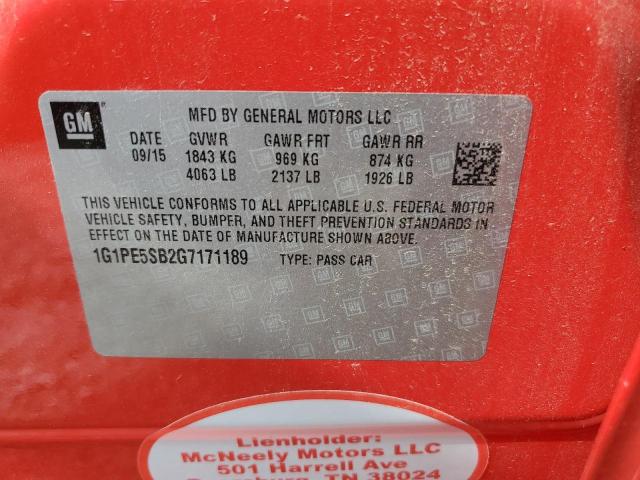 GM
MFD BY GENERAL MOTORS LLC
DATE GVWR GAWR FRT GAWR RR
09/15 1843 KG 969 KG 874 KG
4063 LB 2137 LB 1926 LB
THIS VEHICLE CONFORMS TO ALL APPLICABLE U.S. FEDERAL MOTOR
VEHICLE SAFETY, BUMPER, AND THEFT PREVENTION STANDARDS IN
EFFECT ON THE DATE OF MANUFACTURE SHOWN ABOVE.
1G1PE5SB2G7171189 TYPE: PASS CAR
Lienholder:
McNeely Motors LLC
501 Harrell Ave
TN 38024